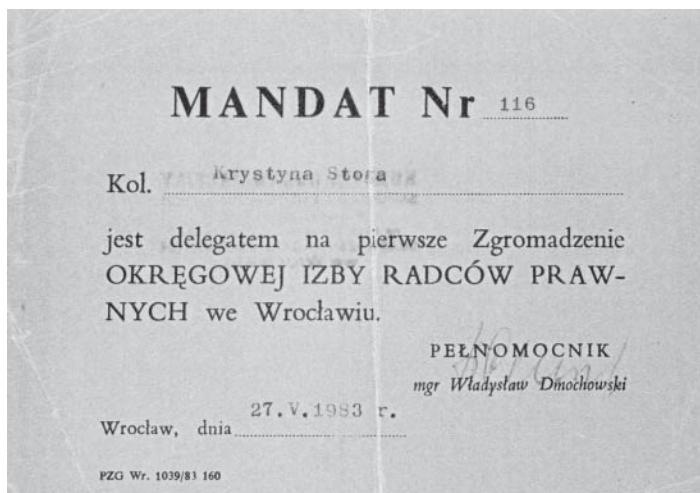 MANDAT Nr 116
Kol. Krystyna Stora
jest delegatem na pierwsze Zgromadzenie
OKRĘGOWEJ IZBY RADCÓW PRAW-
NYCH we Wrocławiu.
PEŁNOMOCNIK
mgr Władysław Dmochowski
Wrocław, dnia 27.V.1983 r.
PZG Wr. 1039/83 160